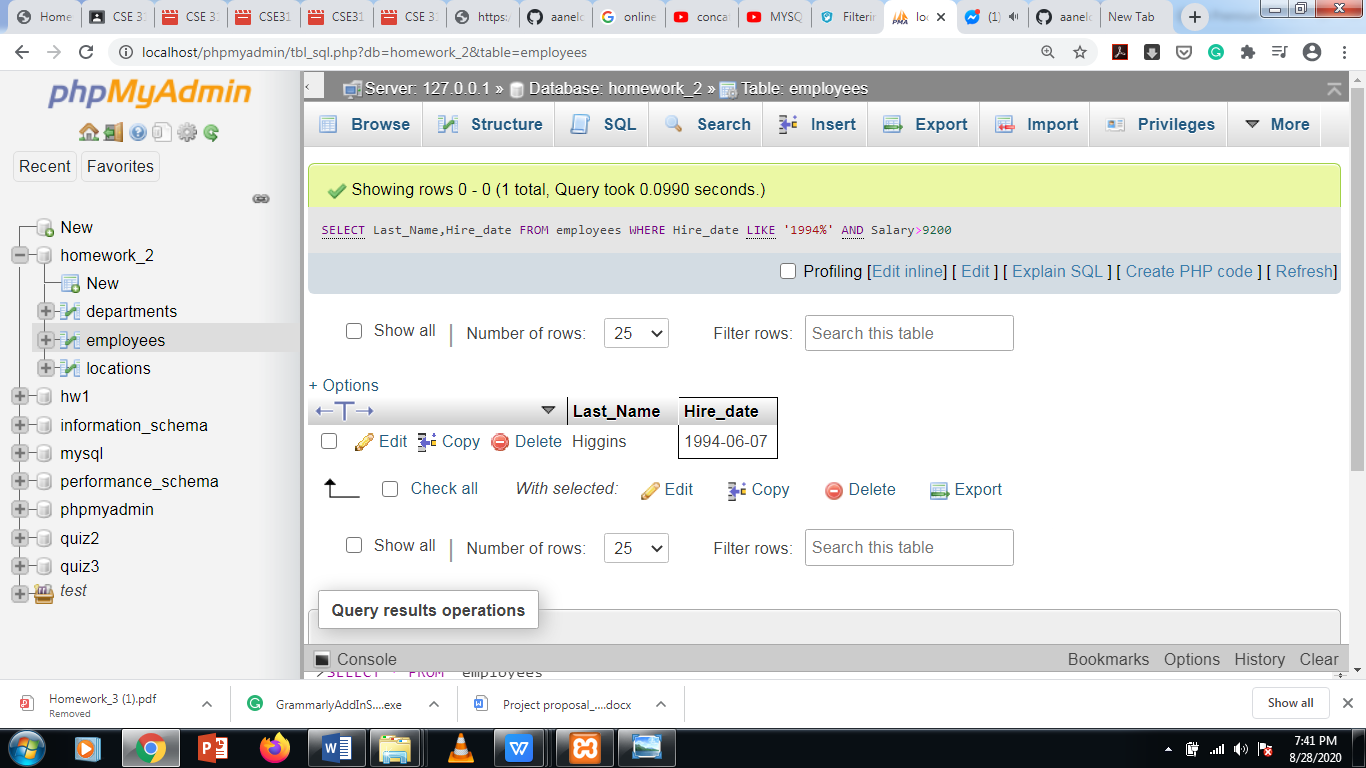 Home
CSE 3
CSE 3
CSE31
CSE31
CSE 3
https:/
aanelc
online
conca
MYSQ
Filterin
loc
(1)
aanelc
New Tab
localhost/phpmyadmin/tbl_sql.php?db=homework_2&table=employees
phpMyAdmin
Recent Favorites
New
homework_2
New
departments
employees
locations
hw1
information_schema
mysql
performance_schema
phpmyadmin
quiz2
quiz3
test
Server: 127.0.0.1 » Database: homework_2 » Table: employees
Browse Structure SQL Search Insert Export Import Privileges More
Showing rows 0 - 0 (1 total, Query took 0.0990 seconds.)
SELECT Last_Name,Hire_date FROM employees WHERE Hire_date LIKE '1994%' AND Salary>9200
Profiling [Edit inline] [ Edit ] [ Explain SQL ] [ Create PHP code ] [ Refresh]
Show all | Number of rows: 25 Filter rows: Search this table
+ Options
←T→ Last_Name Hire_date
Edit Copy Delete Higgins 1994-06-07
Check all With selected: Edit Copy Delete Export
Show all | Number of rows: 25 Filter rows: Search this table
Query results operations
Console Bookmarks Options History Clear
>SELECT * FROM `employees`
Homework_3 (1).pdf
Removed
GrammarlyAddInS....exe
Project proposal_....docx
Show all
7:41 PM
8/28/2020